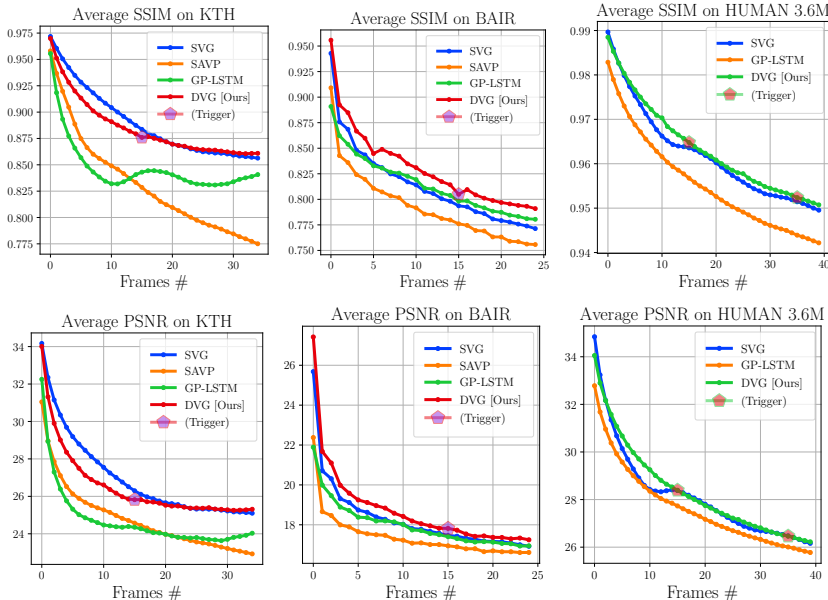 Average SSIM on KTH
0.975
0.950
0.925
0.900
0.875
0.850
0.825
0.800
0.775
SVG
SAVP
GP-LSTM
DVG [Ours]
(Trigger)
0
10
20
30
Frames #
Average SSIM on BAIR
0.950
0.925
0.900
0.875
0.850
0.825
0.800
0.775
0.750
SVG
SAVP
GP-LSTM
DVG [Ours]
(Trigger)
0
5
10
15
20
25
Frames #
Average SSIM on HUMAN 3.6M
0.99
0.98
0.97
0.96
0.95
0.94
SVG
GP-LSTM
DVG [Ours]
(Trigger)
0
10
20
30
40
Frames #
Average PSNR on KTH
34
32
30
28
26
24
SVG
SAVP
GP-LSTM
DVG [Ours]
(Trigger)
0
10
20
30
Frames #
Average PSNR on BAIR
26
24
22
20
18
SVG
SAVP
GP-LSTM
DVG [Ours]
(Trigger)
0
5
10
15
20
25
Frames #
Average PSNR on HUMAN 3.6M
34
32
30
28
26
SVG
GP-LSTM
DVG [Ours]
(Trigger)
0
10
20
30
40
Frames #